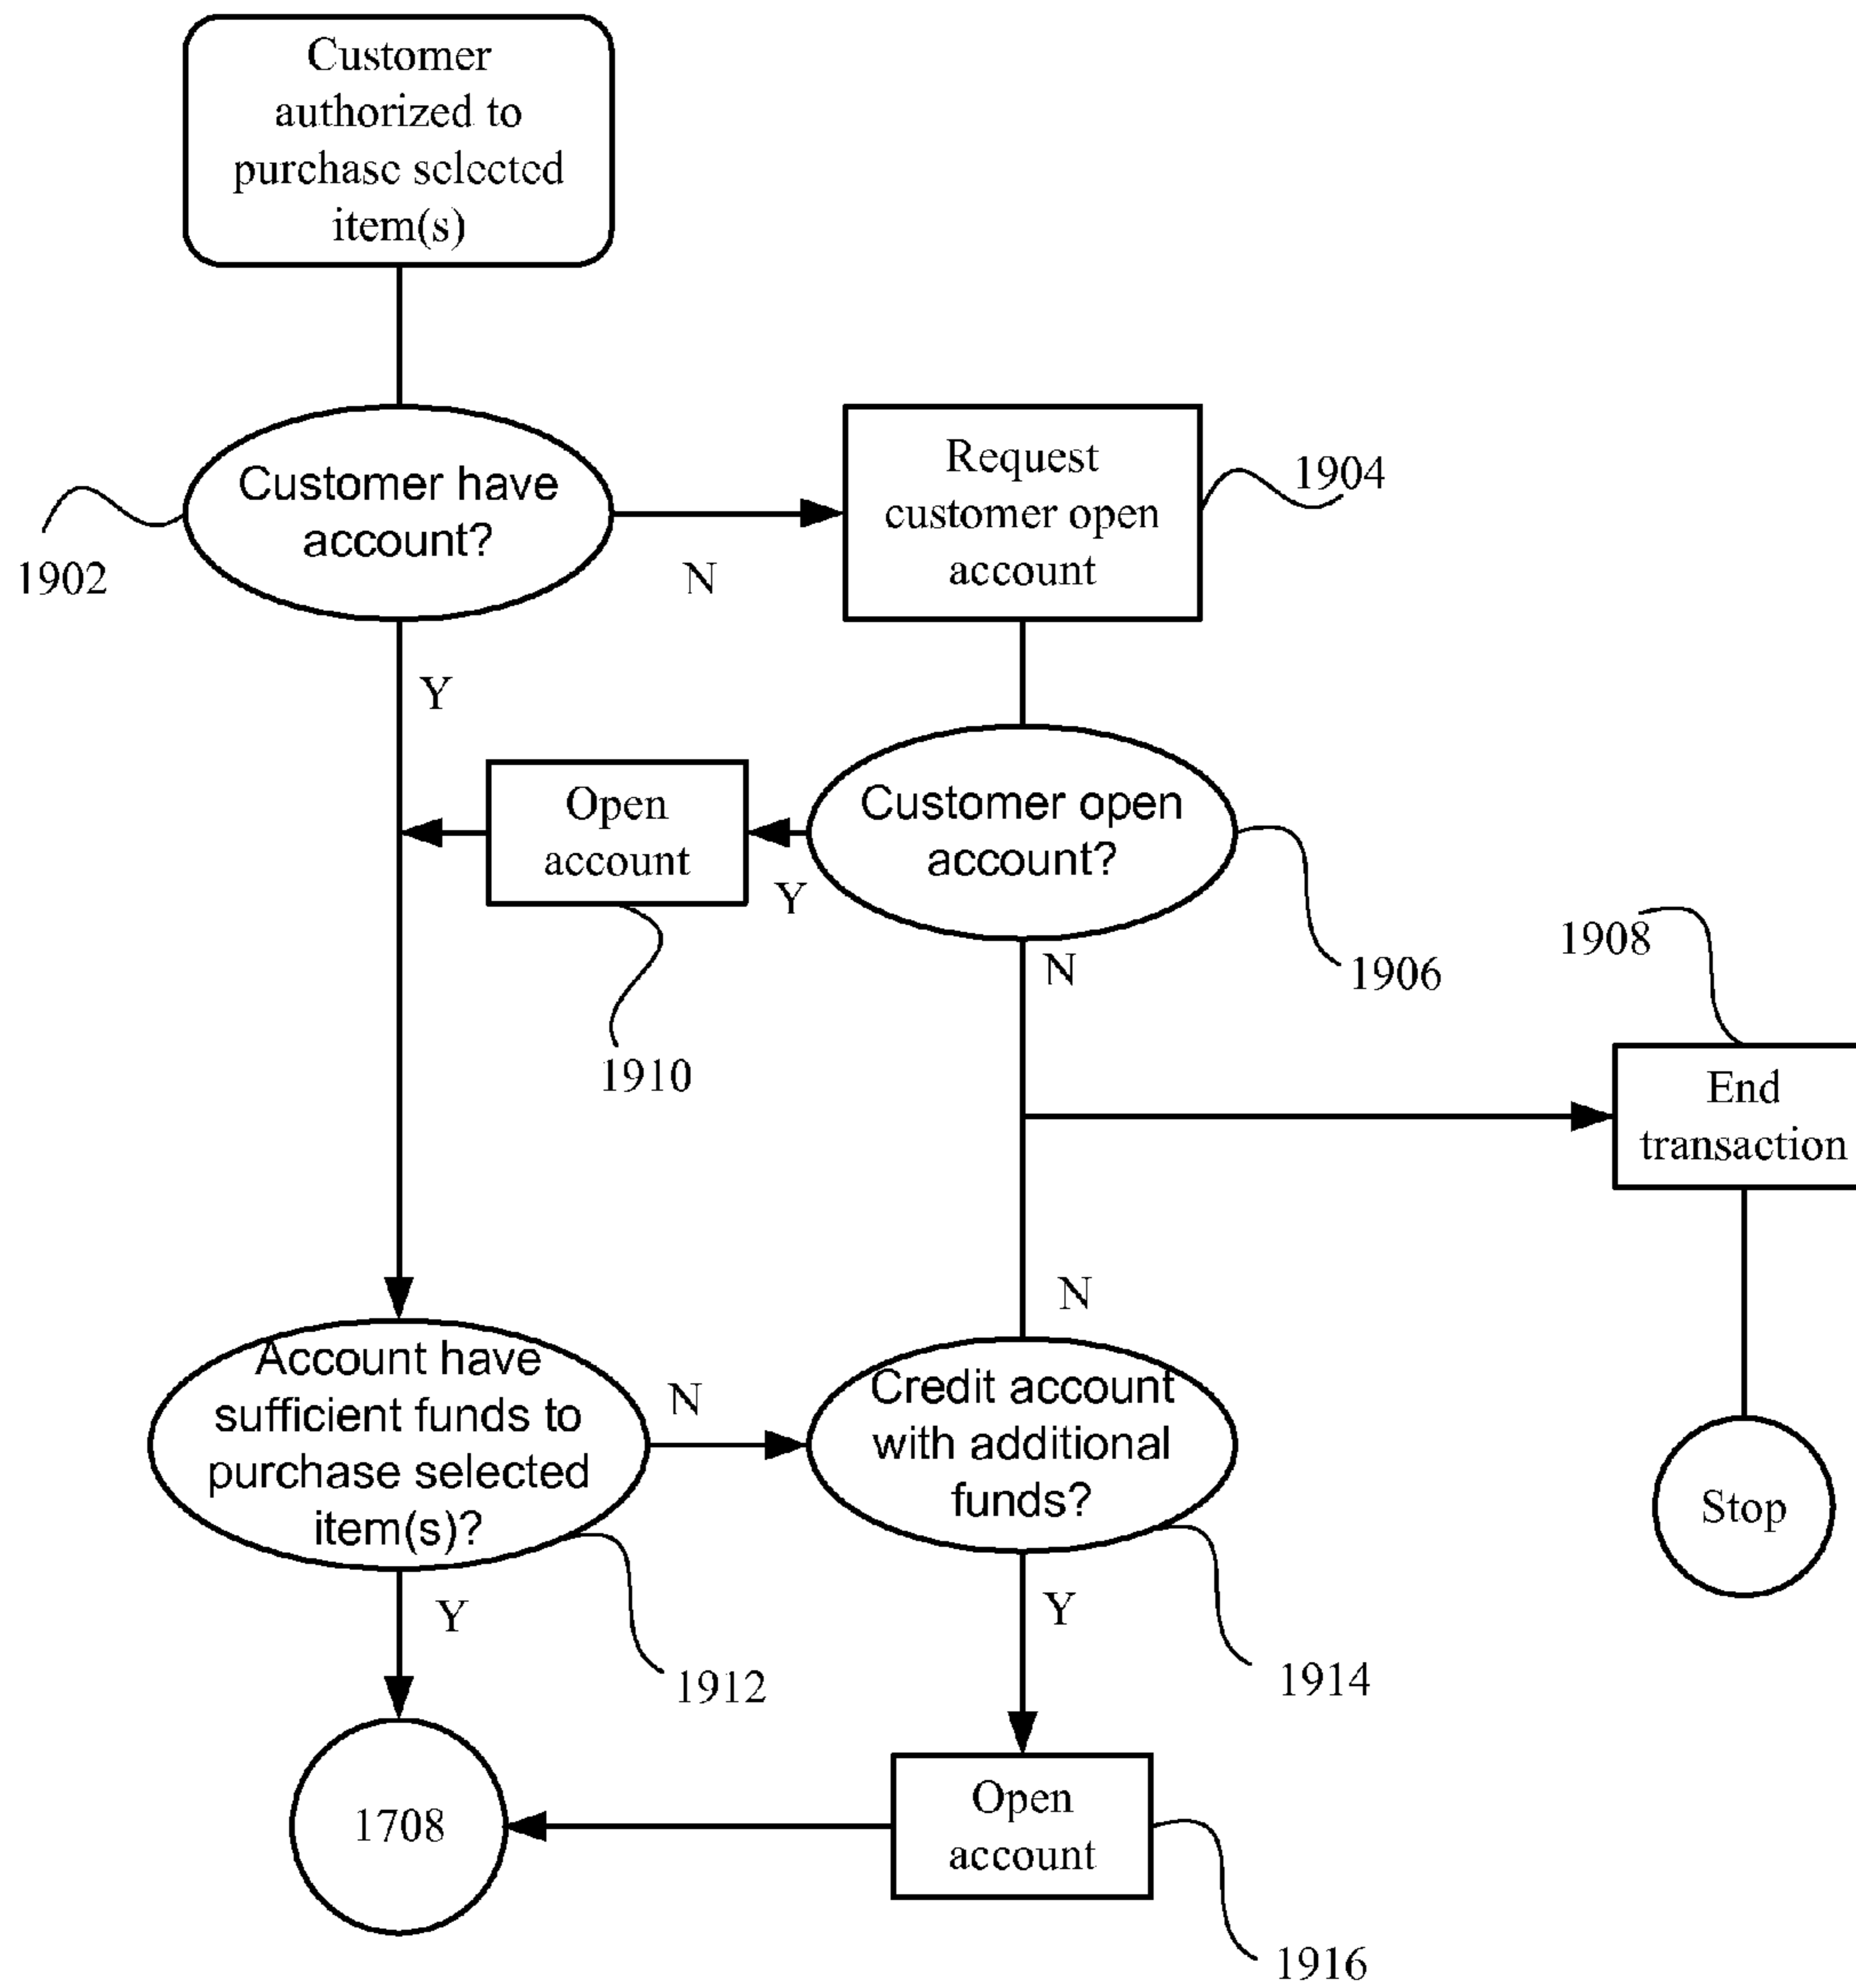 Customer
authorized to
purchase selected
item(s)
Customer have
account?
1902
N
Request
customer open
account
1904
Y
Open
account
Y
Customer open
account?
N
1906
1910
1908
End
transaction
N
Account have
sufficient funds to
purchase selected
item(s)?
N
Credit account
with additional
funds?
Stop
Y
1912
Y
1914
1708
Open
account
1916